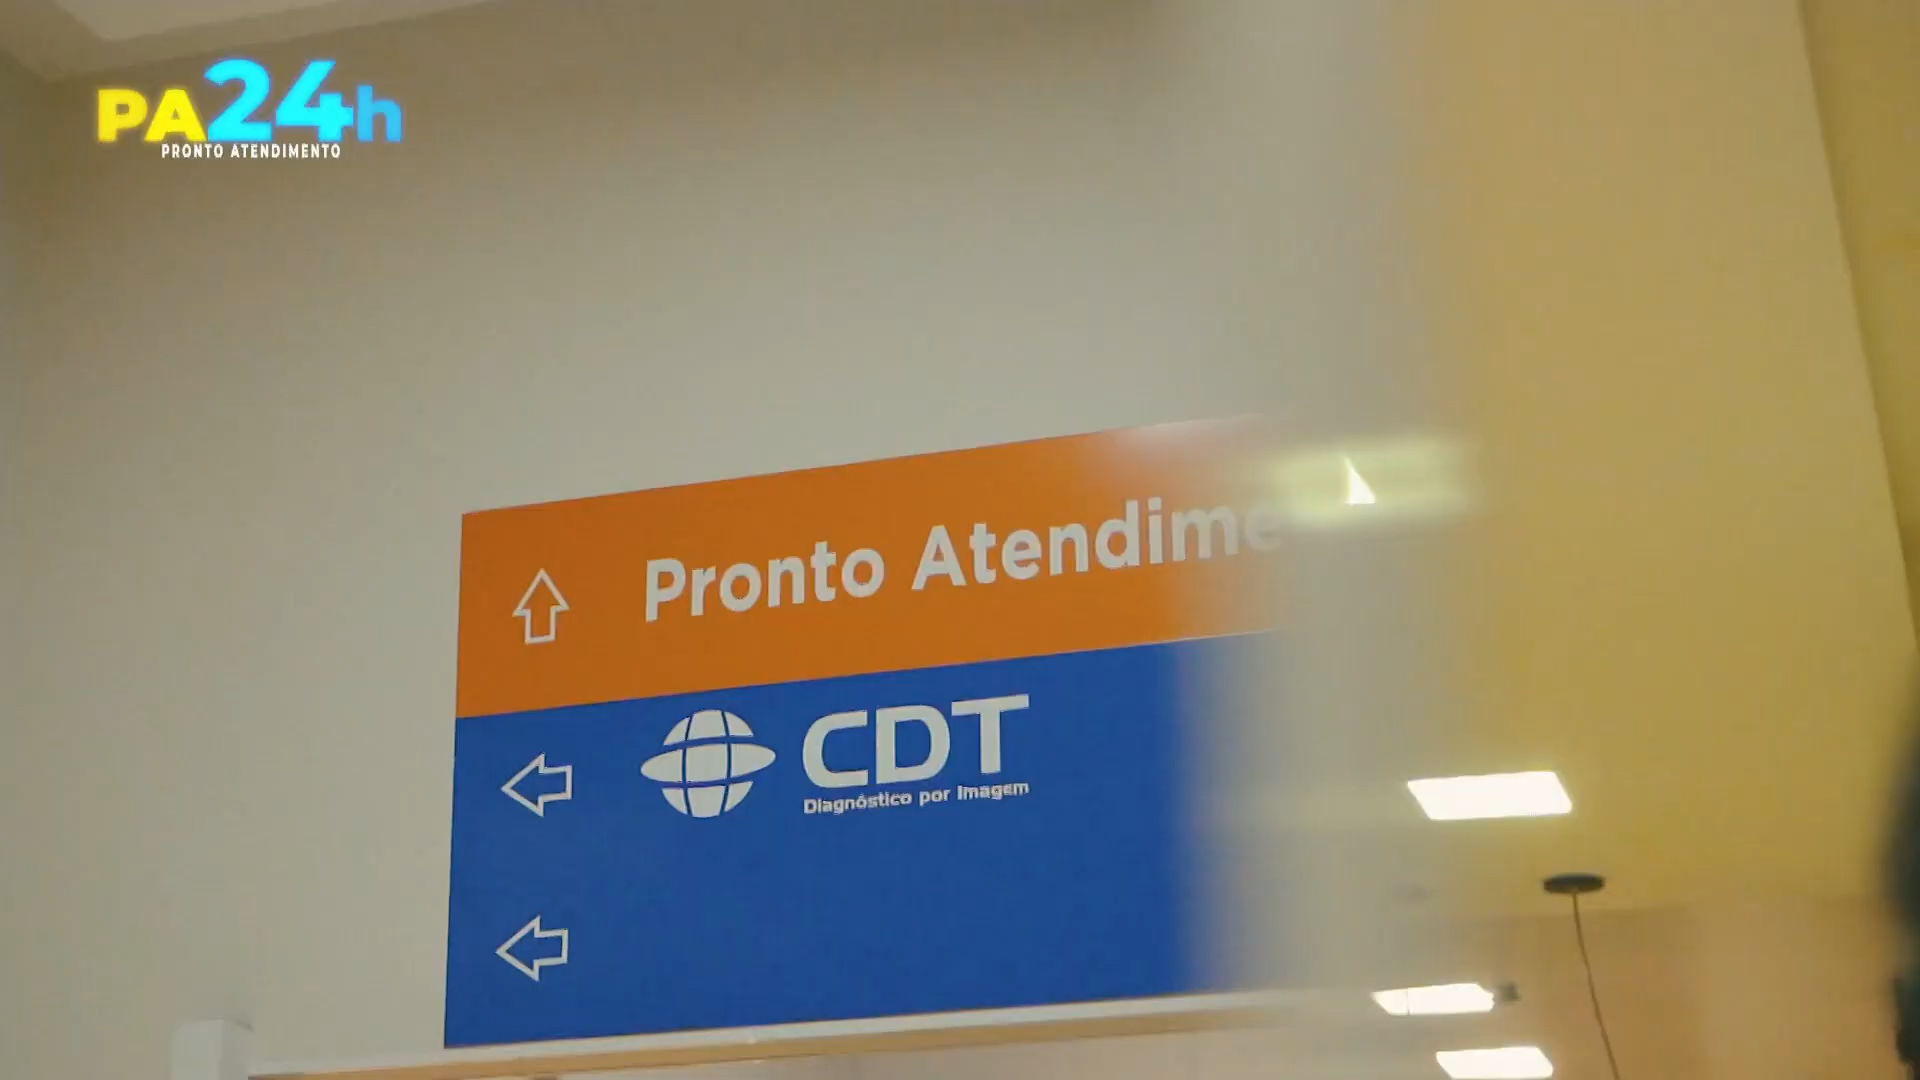 PA24h
PRONTO ATENDIMENTO
Pronto Atendime
CDT
Diagnóstico por Imagem